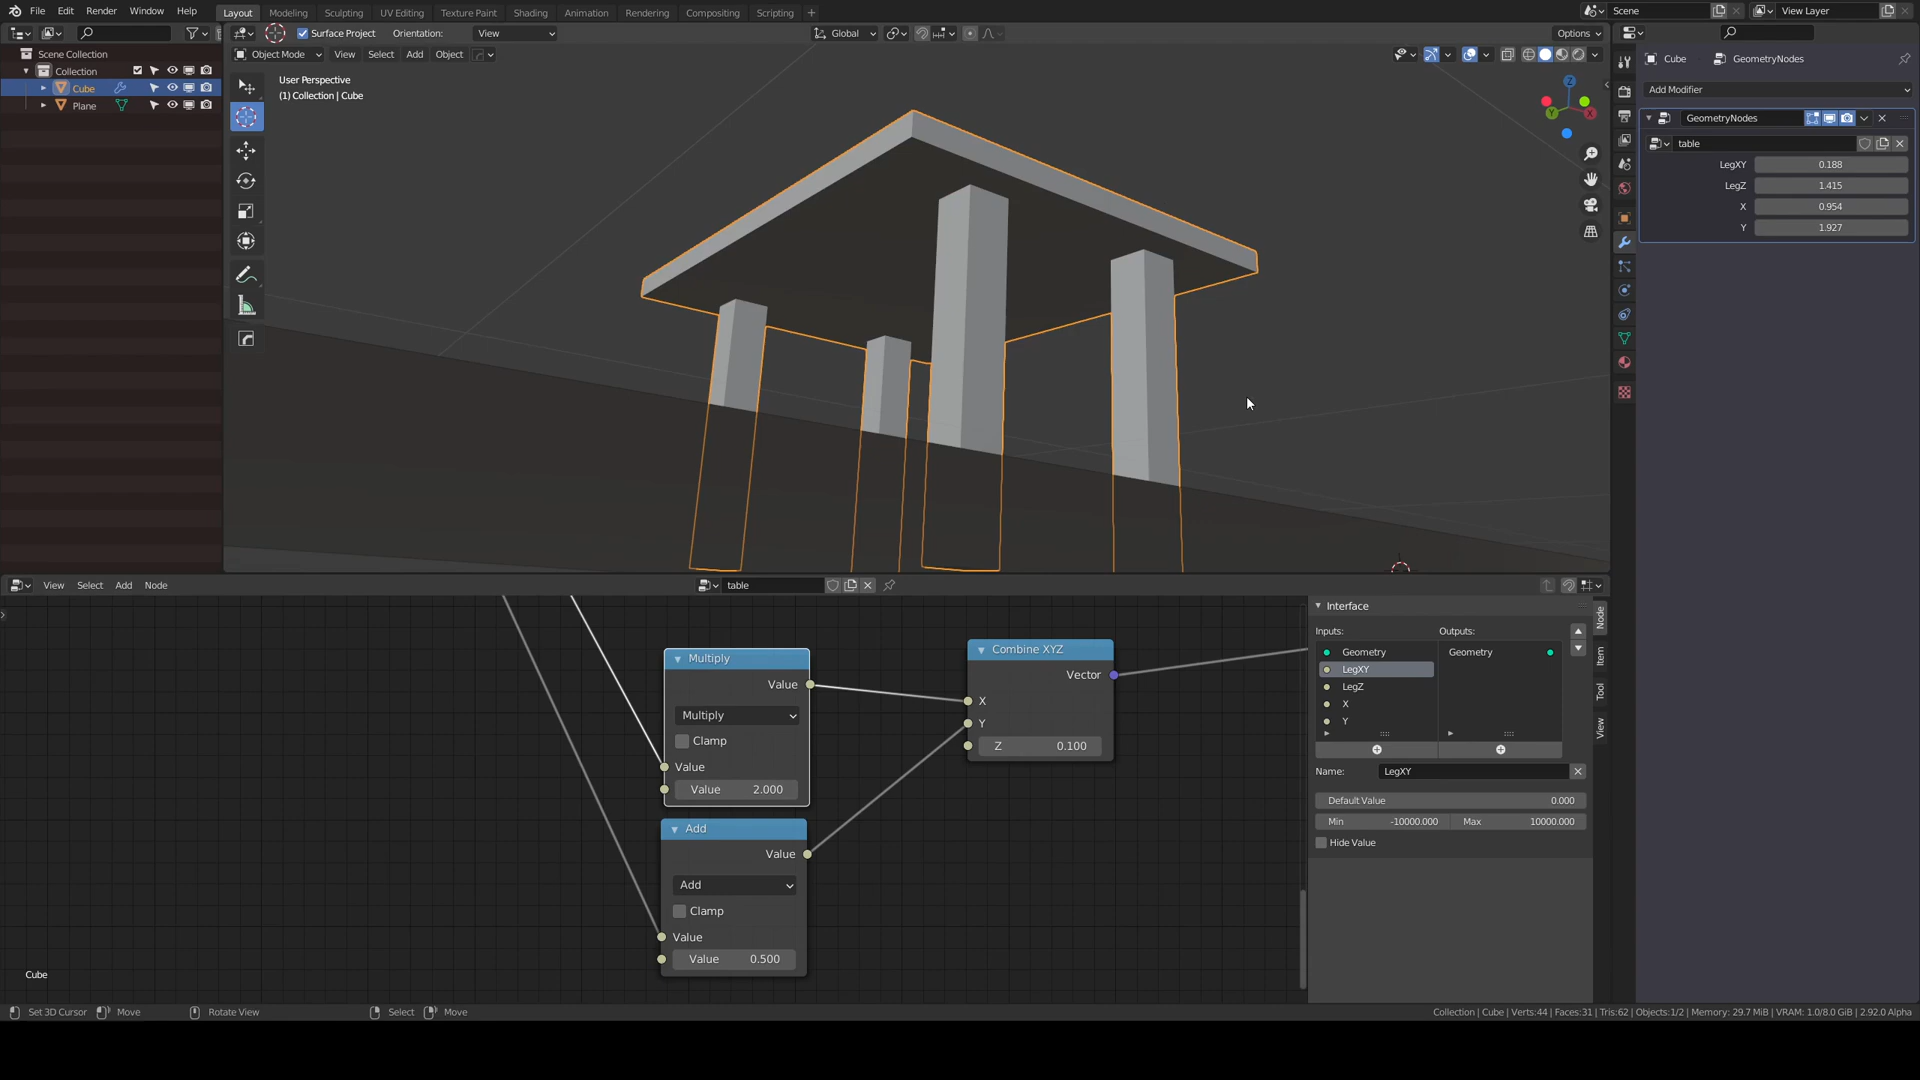 File Edit Render Window Help
Layout Modeling Sculpting UV Editing Texture Paint Shading Animation Rendering Compositing Scripting +
Scene
View Layer
Surface Project Orientation: View
Global
Options
Object Mode View Select Add Object
Scene Collection
Collection
Cube
Plane
User Perspective
(1) Collection | Cube
Z
Y
X
Cube GeometryNodes
Add Modifier
GeometryNodes
table
LegXY 0.188
LegZ 1.415
X 0.954
Y 1.927
View Select Add Node
table
Multiply
Value
Multiply
Clamp
Value
Value 2.000
Add
Value
Add
Clamp
Value
Value 0.500
Combine XYZ
Vector
X
Y
Z 0.100
Cube
Interface
Inputs: Outputs:
Geometry Geometry
LegXY
LegZ
X
Y
Name: LegXY
Default Value 0.000
Min -10000.000 Max 10000.000
Hide Value
Node
Item
Tool
View
Set 3D Cursor Move Rotate View Select Move
Collection | Cube | Verts:44 | Faces:31 | Tris:62 | Objects:1/2 | Memory: 29.7 MiB | VRAM: 1.0/8.0 GiB | 2.92.0 Alpha